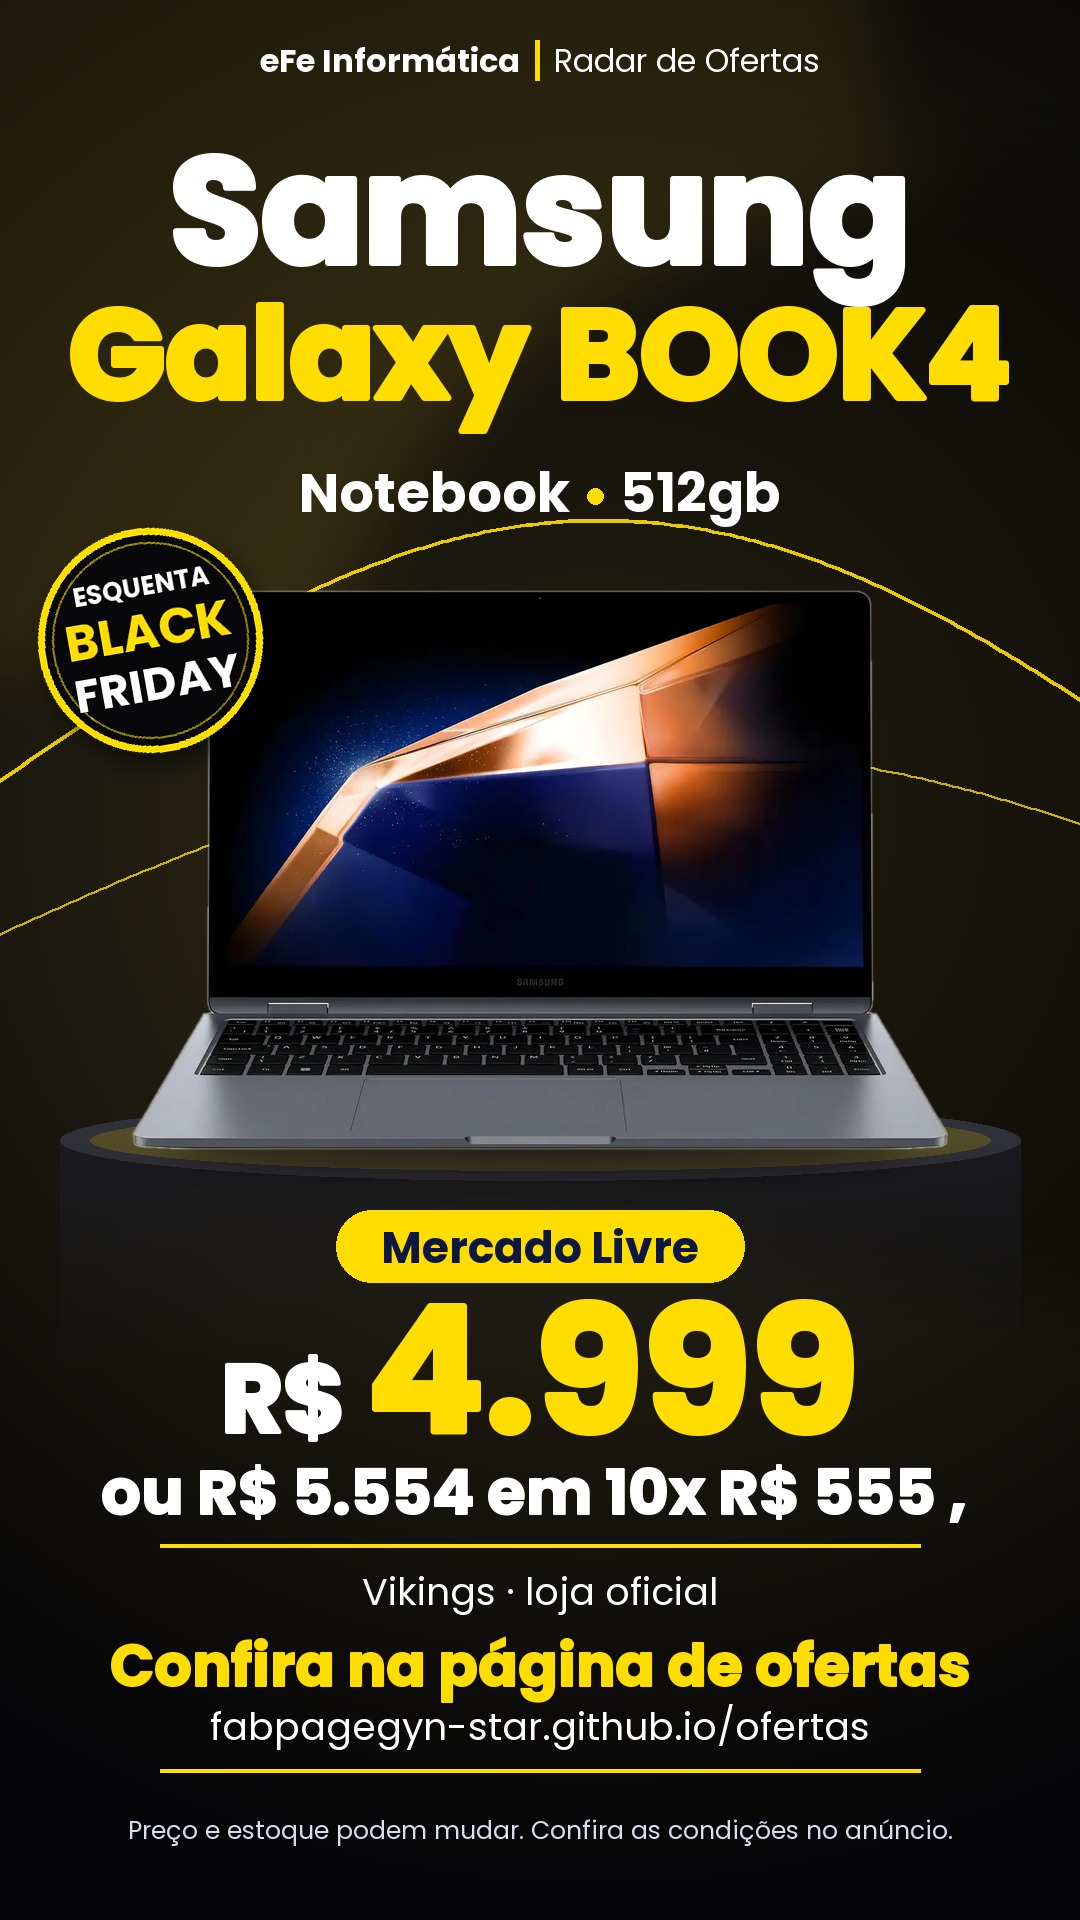 eFe Informática | Radar de Ofertas
Samsung
Galaxy BOOK4
Notebook • 512gb
ESQUENTA
BLACK
FRIDAY
SAMSUNG
Mercado Livre
R$ 4.999
ou R$ 5.554 em 10x R$ 555 ,
Vikings · loja oficial
Confira na página de ofertas
fabpagegyn-star.github.io/ofertas
Preço e estoque podem mudar. Confira as condições no anúncio.